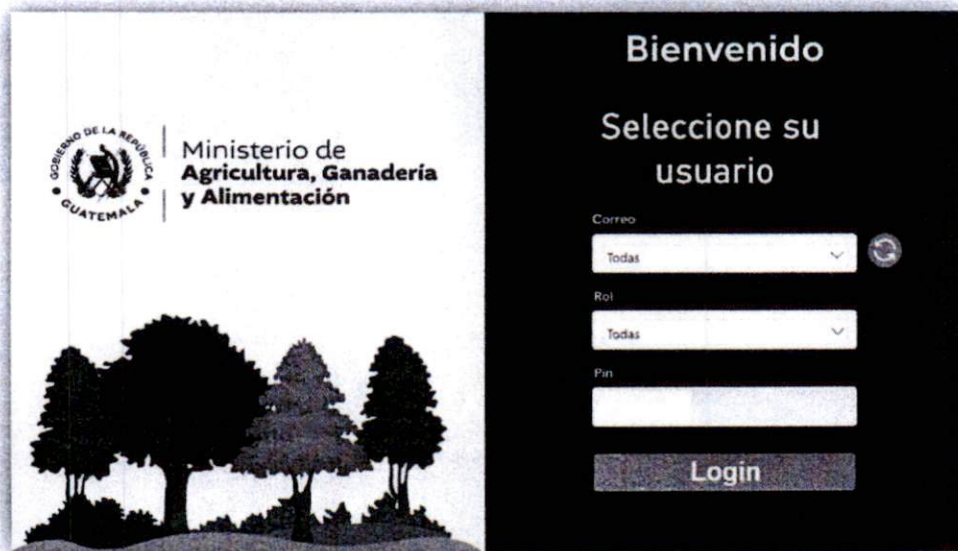 GOBIERNO DE LA REPÚBLICA
GUATEMALA
Ministerio de
Agricultura, Ganadería
y Alimentación
Bienvenido
Seleccione su
usuario
Correo
Todas
Rol
Todas
Pin
Login